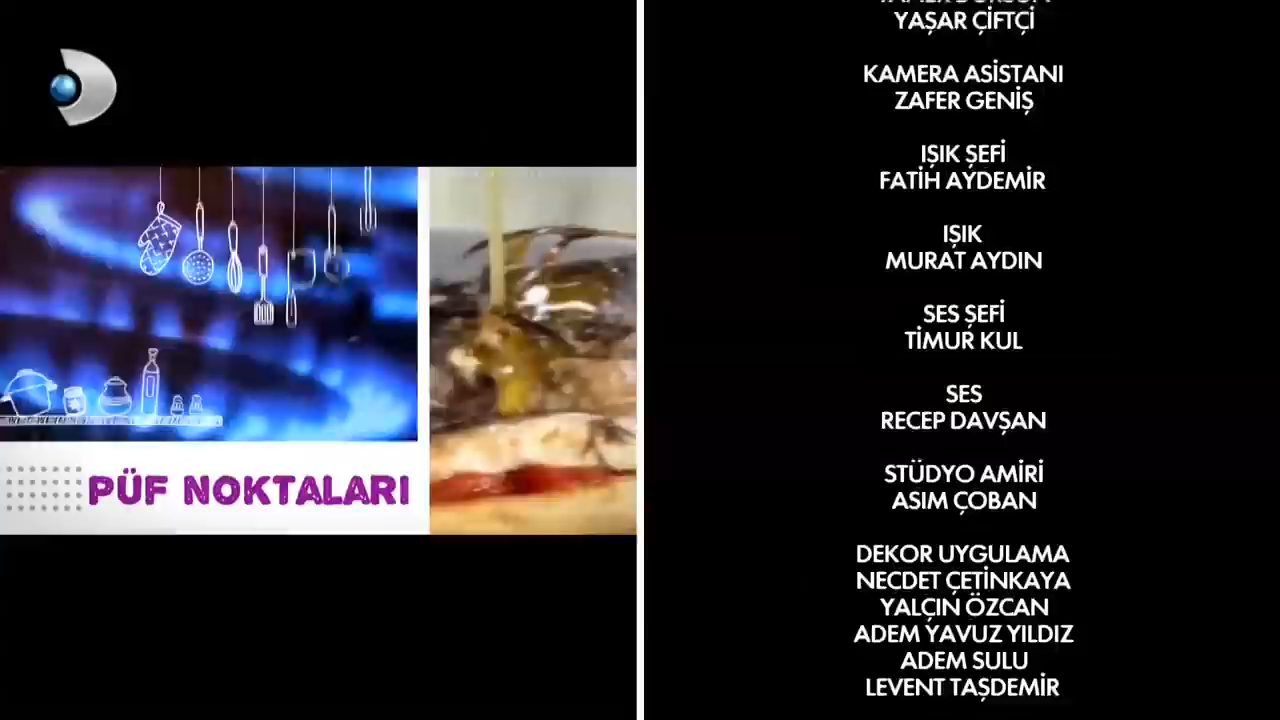 PÜF NOKTALARI
YAŞAR ÇİFTÇİ
KAMERA ASİSTANI
ZAFER GENİŞ
IŞIK ŞEFİ
FATİH AYDEMİR
IŞIK
MURAT AYDIN
SES ŞEFİ
TİMUR KUL
SES
RECEP DAVŞAN
STÜDYO AMİRİ
ASIM ÇOBAN
DEKOR UYGULAMA
NECDET ÇETİNKAYA
YALÇIN ÖZCAN
ADEM YAVUZ YILDIZ
ADEM SULU
LEVENT TAŞDEMİR